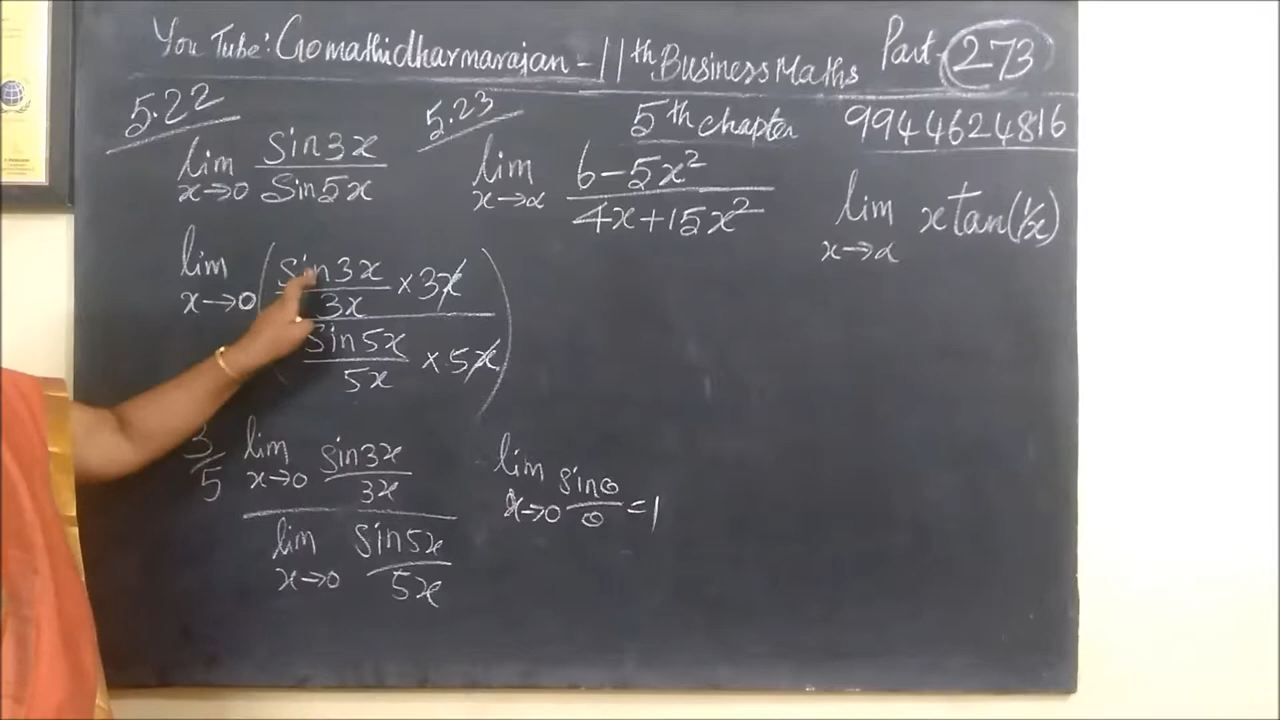 You Tube: Gomathidharmarajan - 11th Business Maths Part - 273
5.22 5.23 5th chapter 9944624816
lim x→0 Sin3x / Sin5x
lim x→α 6-5x² / 4x+15x²
lim x→α x tan(1/x)
lim x→0 ( Sin3x / 3x × 3x / Sin5x / 5x × 5x )
3/5 lim x→0 Sin3x / 3x
lim x→0 Sin5x / 5x
lim x→0 Sinθ / θ = 1